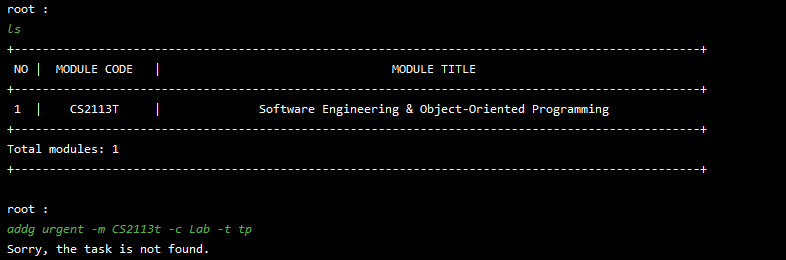 root :
ls
+---------------------------------------------------------------------------------------------------+
NO | MODULE CODE | MODULE TITLE
+---------------------------------------------------------------------------------------------------+
1 | CS2113T | Software Engineering & Object-Oriented Programming
+---------------------------------------------------------------------------------------------------+
Total modules: 1
+---------------------------------------------------------------------------------------------------+
root :
addg urgent -m CS2113t -c Lab -t tp
Sorry, the task is not found.